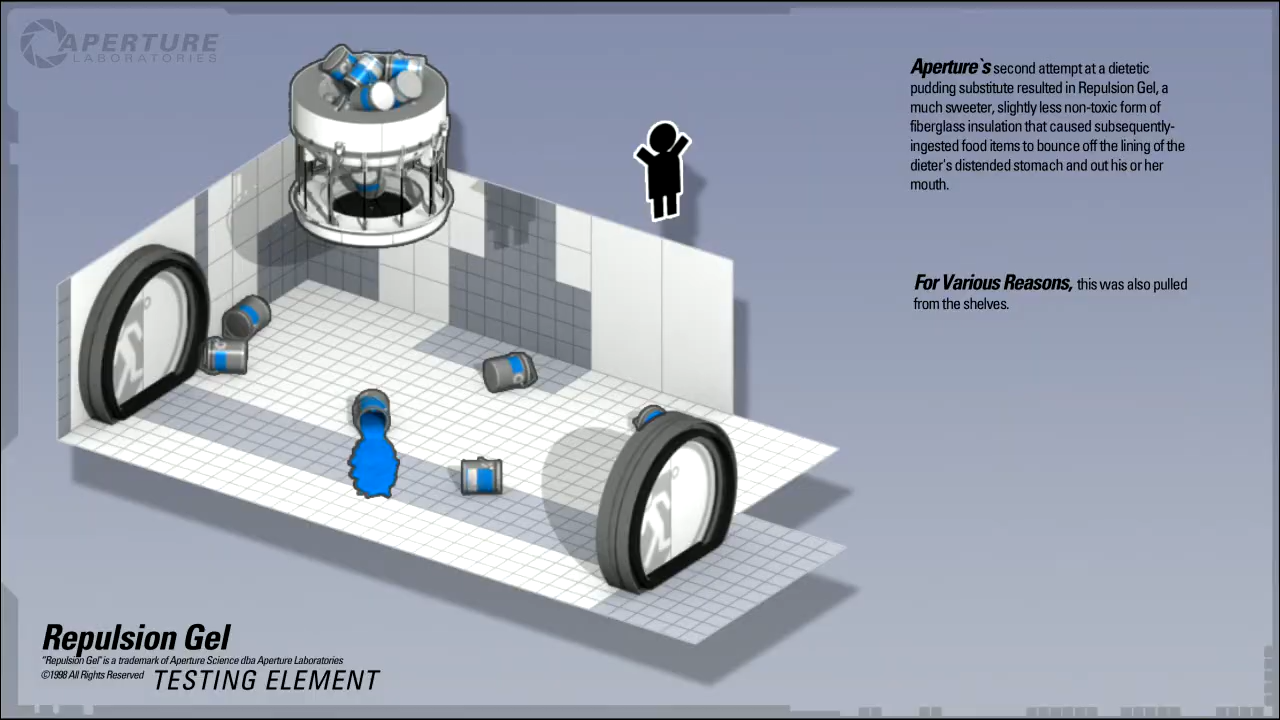 APERTURE
LABORATORIES
Aperture`s second attempt at a dietetic
pudding substitute resulted in Repulsion Gel, a
much sweeter, slightly less non-toxic form of
fiberglass insulation that caused subsequently-
ingested food items to bounce off the lining of the
dieter's distended stomach and out his or her
mouth.
For Various Reasons, this was also pulled
from the shelves.
Repulsion Gel
"Repulsion Gel" is a trademark of Aperture Science dba Aperture Laboratories
©1998 All Rights Reserved TESTING ELEMENT